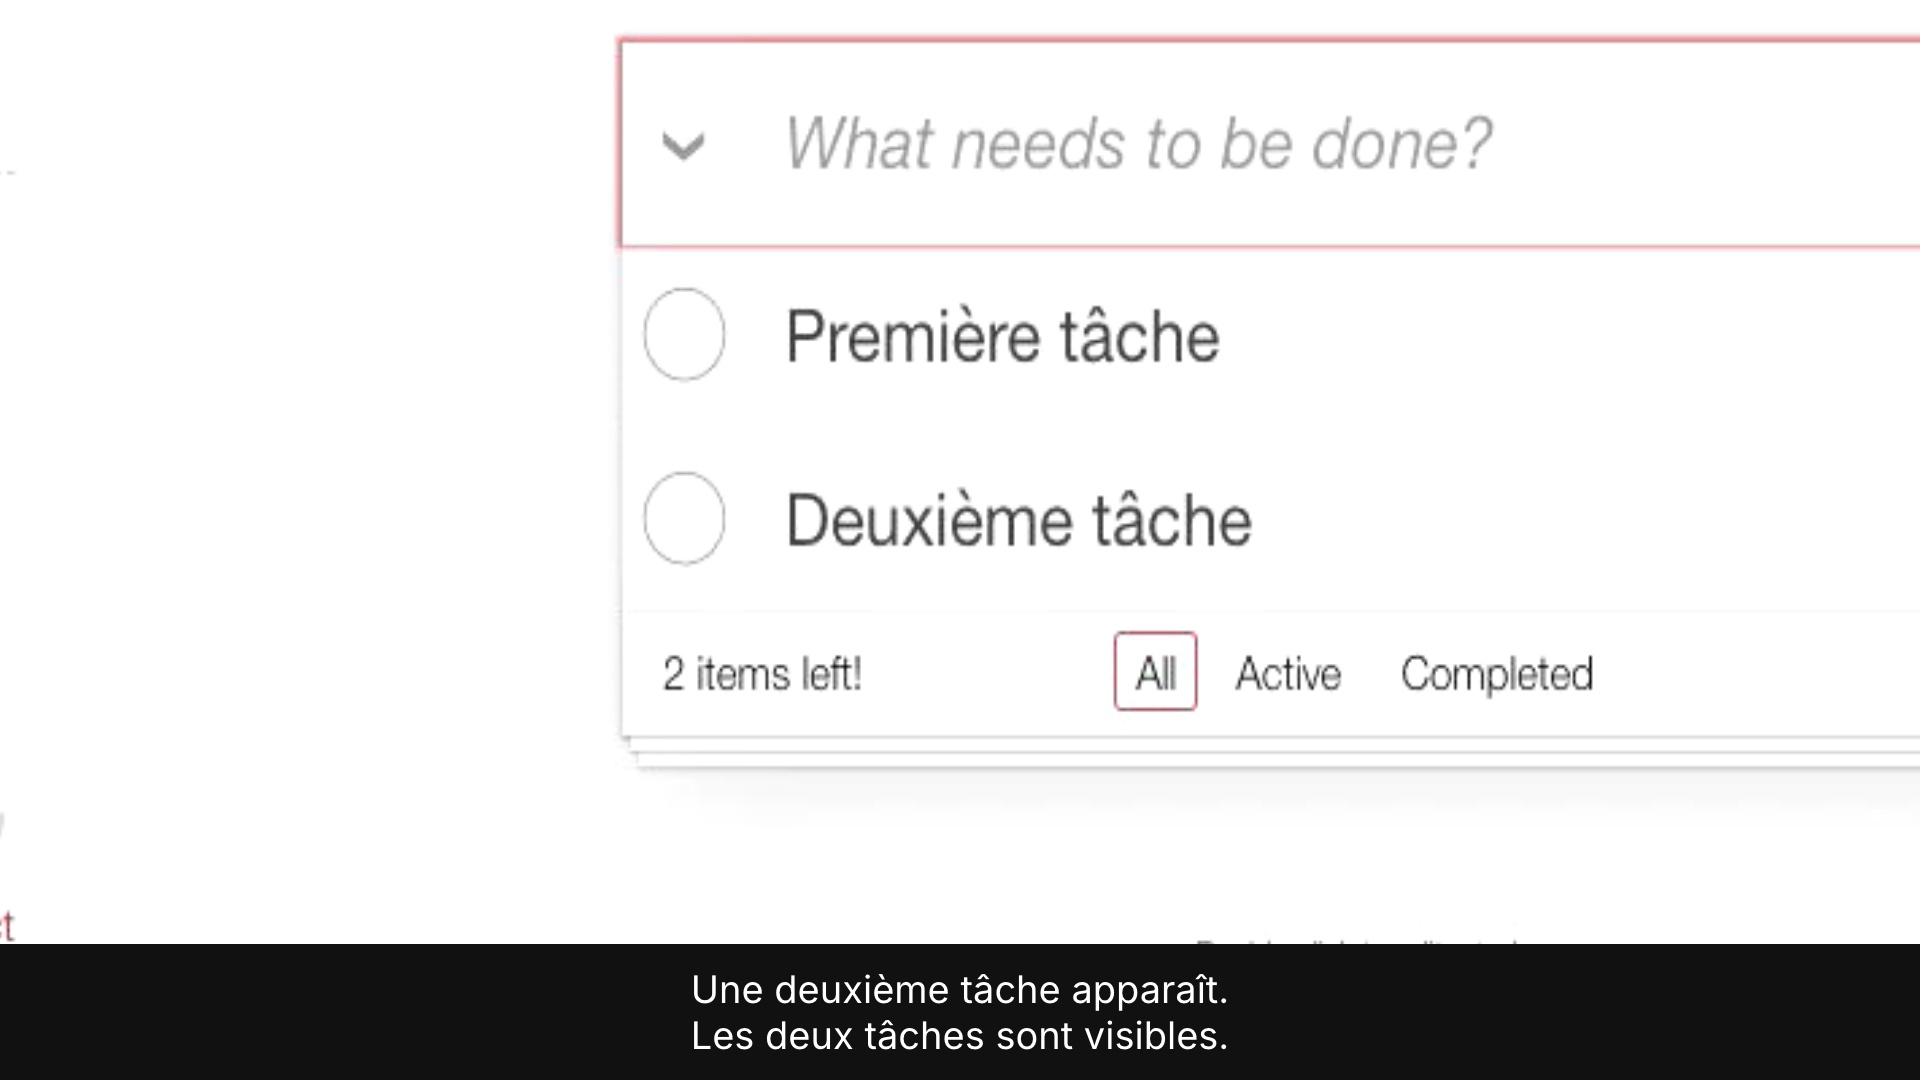 What needs to be done?
Première tâche
Deuxième tâche
2 items left! All Active Completed
Une deuxième tâche apparaît.
Les deux tâches sont visibles.